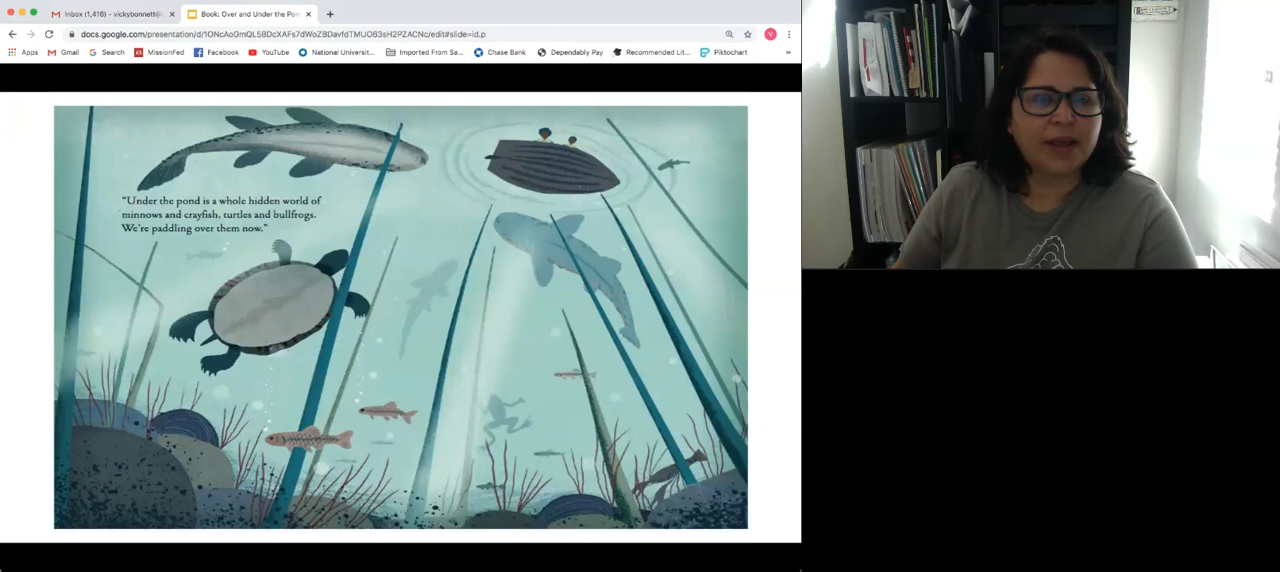 Inbox (1,416) - vickybonnett@
Book: Over and Under the Pon
docs.google.com/presentation/d/1ONcAoGmQL58DcXAFs7dWoZBDavfdTMUO63sH2PZACNc/edit#slide=id.p
Apps Gmail Search MissionFed Facebook YouTube National Universit... Imported From Sa... Chase Bank Dependably Pay Recommended Lit... Piktochart »
"Under the pond is a whole hidden world of
minnows and crayfish, turtles and bullfrogs.
We're paddling over them now."